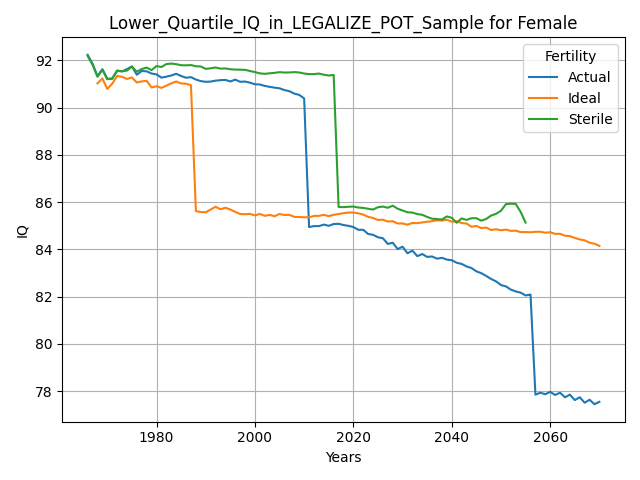 Lower_Quartile_IQ_in_LEGALIZE_POT_Sample for Female
Fertility
Actual
Ideal
Sterile
IQ
92
90
88
86
84
82
80
78
1980
2000
2020
2040
2060
Years